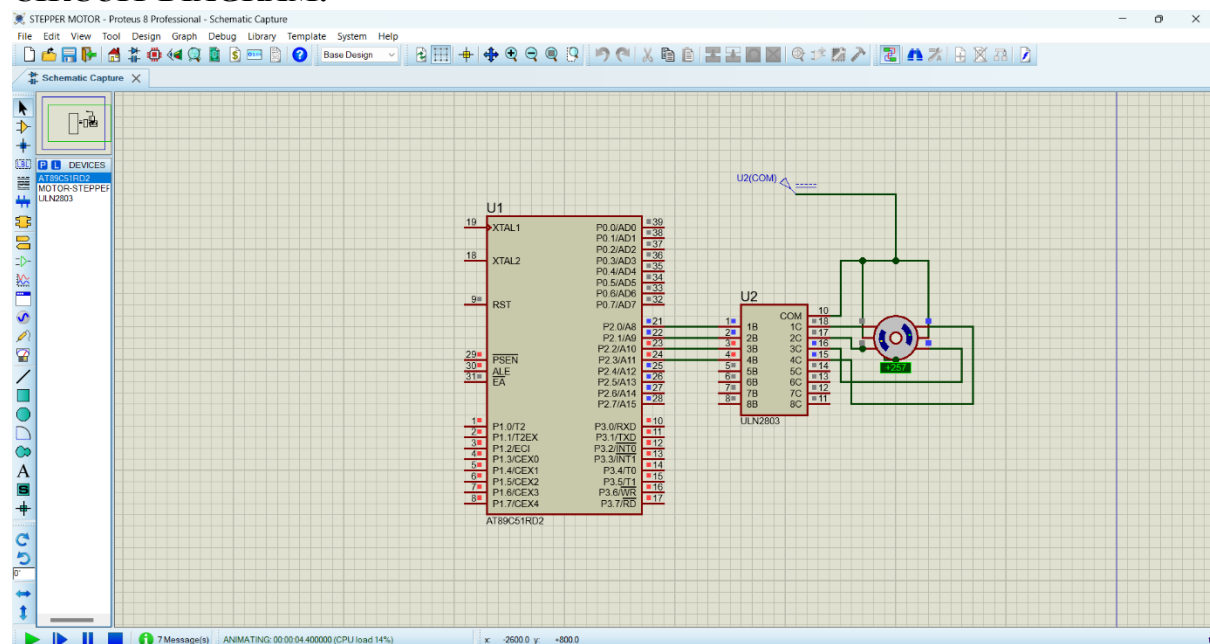 CIRCUIT DIAGRAM:
STEPPER MOTOR - Proteus 8 Professional - Schematic Capture
File Edit View Tool Design Graph Debug Library Template System Help
Base Design
Schematic Capture
P L DEVICES
AT89C51RD2
MOTOR-STEPPER
ULN2803
U2(COM)
U1
19 XTAL1 P0.0/AD0 39
P0.1/AD1 38
P0.2/AD2 37
18 XTAL2 P0.3/AD3 36
P0.4/AD4 35
P0.5/AD5 34
P0.6/AD6 33
9 RST P0.7/AD7 32
P2.0/A8 21
P2.1/A9 22
P2.2/A10 23
29 PSEN P2.3/A11 24
30 ALE P2.4/A12 25
31 EA P2.5/A13 26
P2.6/A14 27
P2.7/A15 28
1 P1.0/T2 P3.0/RXD 10
2 P1.1/T2EX P3.1/TXD 11
3 P1.2/ECI P3.2/INT0 12
4 P1.3/CEX0 P3.3/INT1 13
5 P1.4/CEX1 P3.4/T0 14
6 P1.5/CEX2 P3.5/T1 15
7 P1.6/CEX3 P3.6/WR 16
8 P1.7/CEX4 P3.7/RD 17
AT89C51RD2
U2
COM 10
1 1B 1C 18
2 2B 2C 17
3 3B 3C 16
4 4B 4C 15
5 5B 5C 14
6 6B 6C 13
7 7B 7C 12
8 8B 8C 11
ULN2803
+257
0°
7 Message(s) ANIMATING: 00:00:04.400000 (CPU load 14%) x: -2600.0 y: +800.0